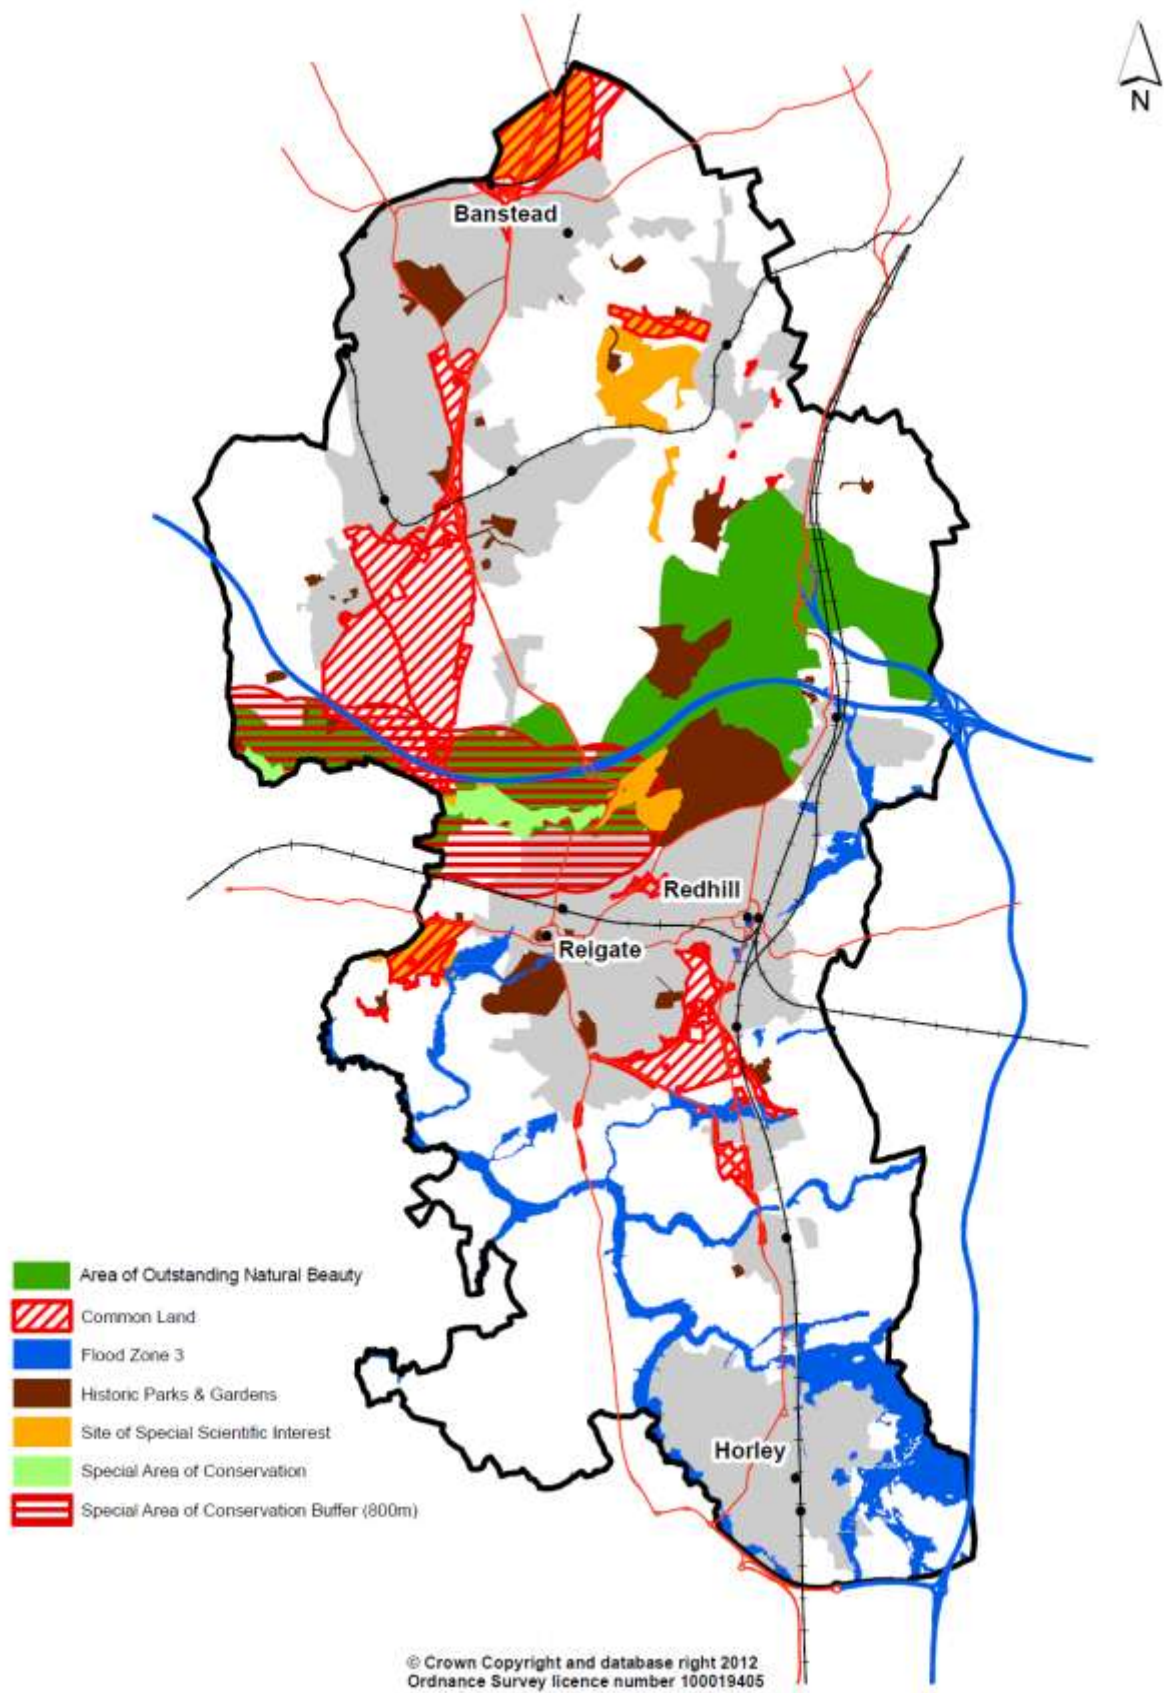 N
Banstead
Redhill
Reigate
Area of Outstanding Natural Beauty
Common Land
Flood Zone 3
Historic Parks & Gardens
Site of Special Scientific Interest
Special Area of Conservation
Special Area of Conservation Buffer (800m)
Horley
© Crown Copyright and database right 2012
Ordnance Survey licence number 100019405